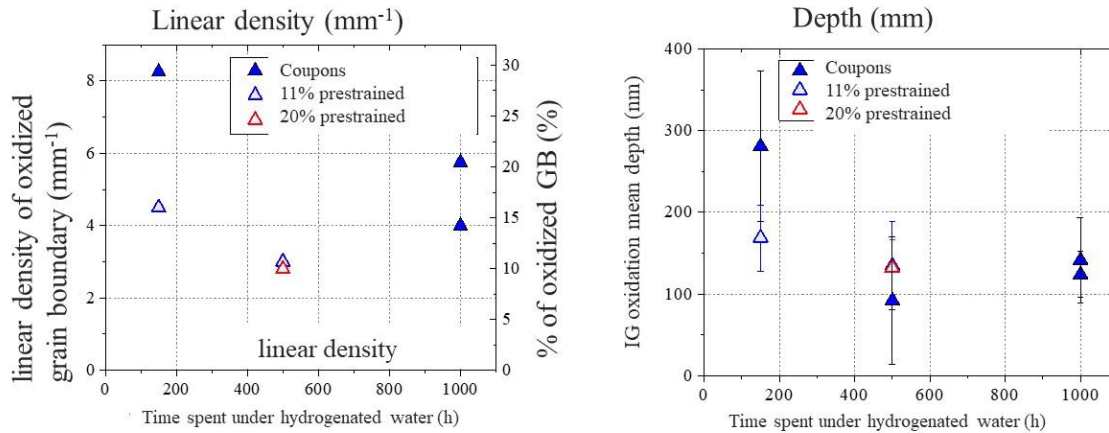 Linear density (mm⁻¹)
Coupons
11% prestrained
20% prestrained
linear density of oxidized
grain boundary (mm⁻¹)
8
6
4
2
0
30
25
20
15
10
5
0
% of oxidized GB (%)
linear density
0 200 400 600 800 1000
Time spent under hydrogenated water (h)
Depth (mm)
Coupons
11% prestrained
20% prestrained
IG oxidation mean depth (nm)
400
300
200
100
0
0 200 400 600 800 1000
Time spent under hydrogenated water (h)